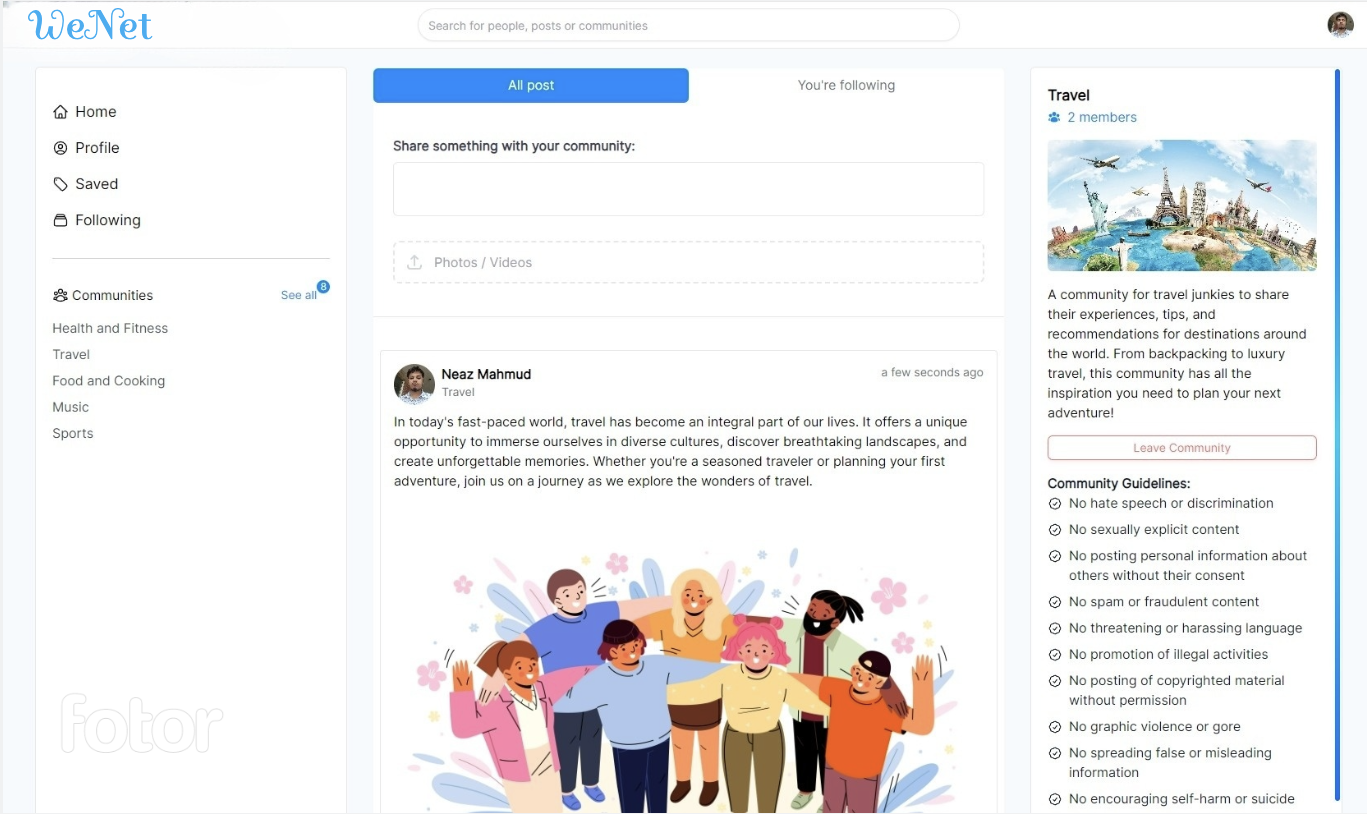 WeNet
Search for people, posts or communities
Home
Profile
Saved
Following
Communities
See all
8
Health and Fitness
Travel
Food and Cooking
Music
Sports
fotor
All post
You're following
Share something with your community:
Photos / Videos
Neaz Mahmud
a few seconds ago
Travel
In today's fast-paced world, travel has become an integral part of our lives. It offers a unique
opportunity to immerse ourselves in diverse cultures, discover breathtaking landscapes, and
create unforgettable memories. Whether you're a seasoned traveler or planning your first
adventure, join us on a journey as we explore the wonders of travel.
Travel
2 members
A community for travel junkies to share
their experiences, tips, and
recommendations for destinations around
the world. From backpacking to luxury
travel, this community has all the
inspiration you need to plan your next
adventure!
Leave Community
Community Guidelines:
No hate speech or discrimination
No sexually explicit content
No posting personal information about
others without their consent
No spam or fraudulent content
No threatening or harassing language
No promotion of illegal activities
No posting of copyrighted material
without permission
No graphic violence or gore
No spreading false or misleading
information
No encouraging self-harm or suicide